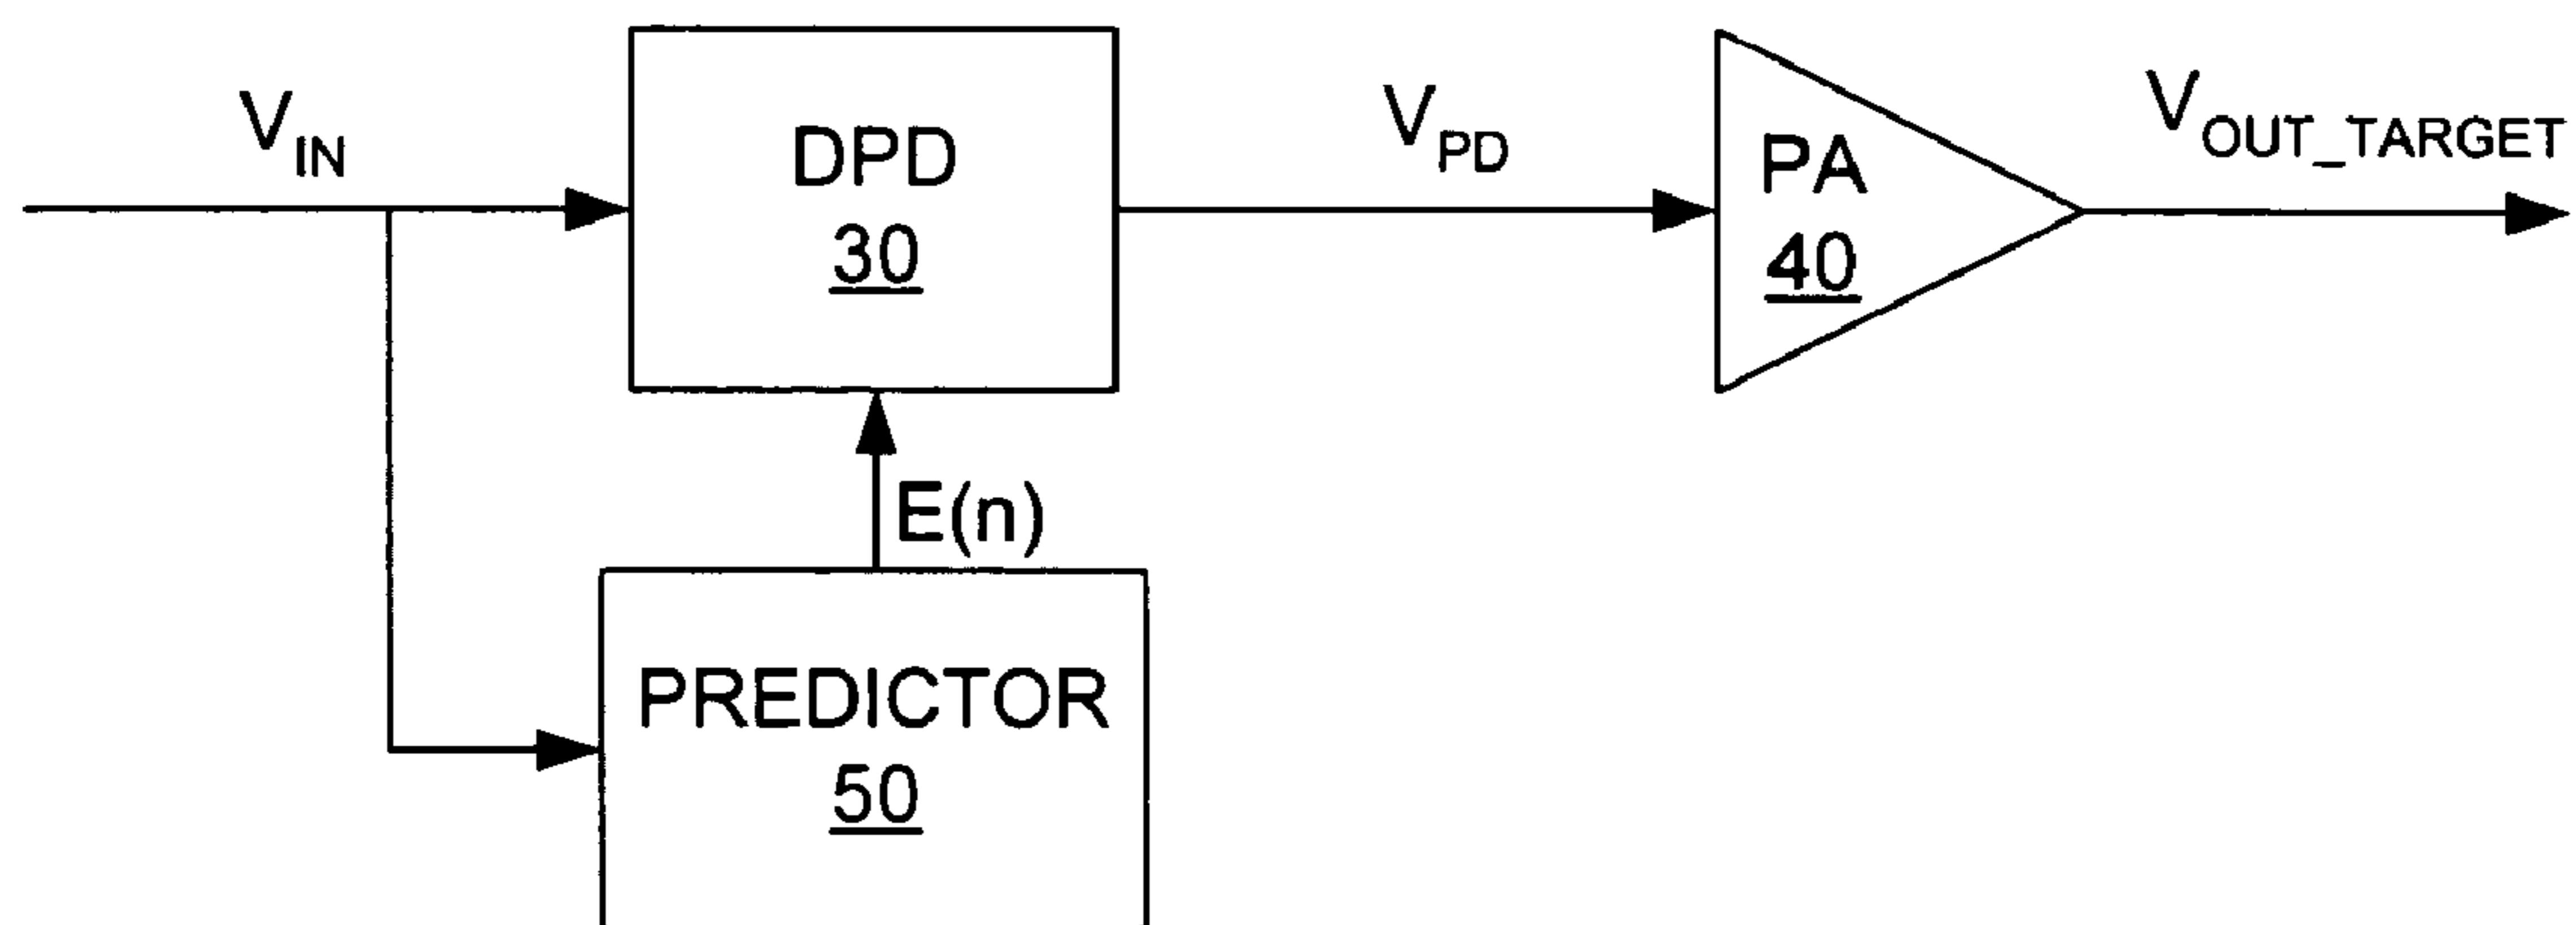 V_IN
DPD
30
V_PD
PA
40
V_OUT_TARGET
E(n)
PREDICTOR
50